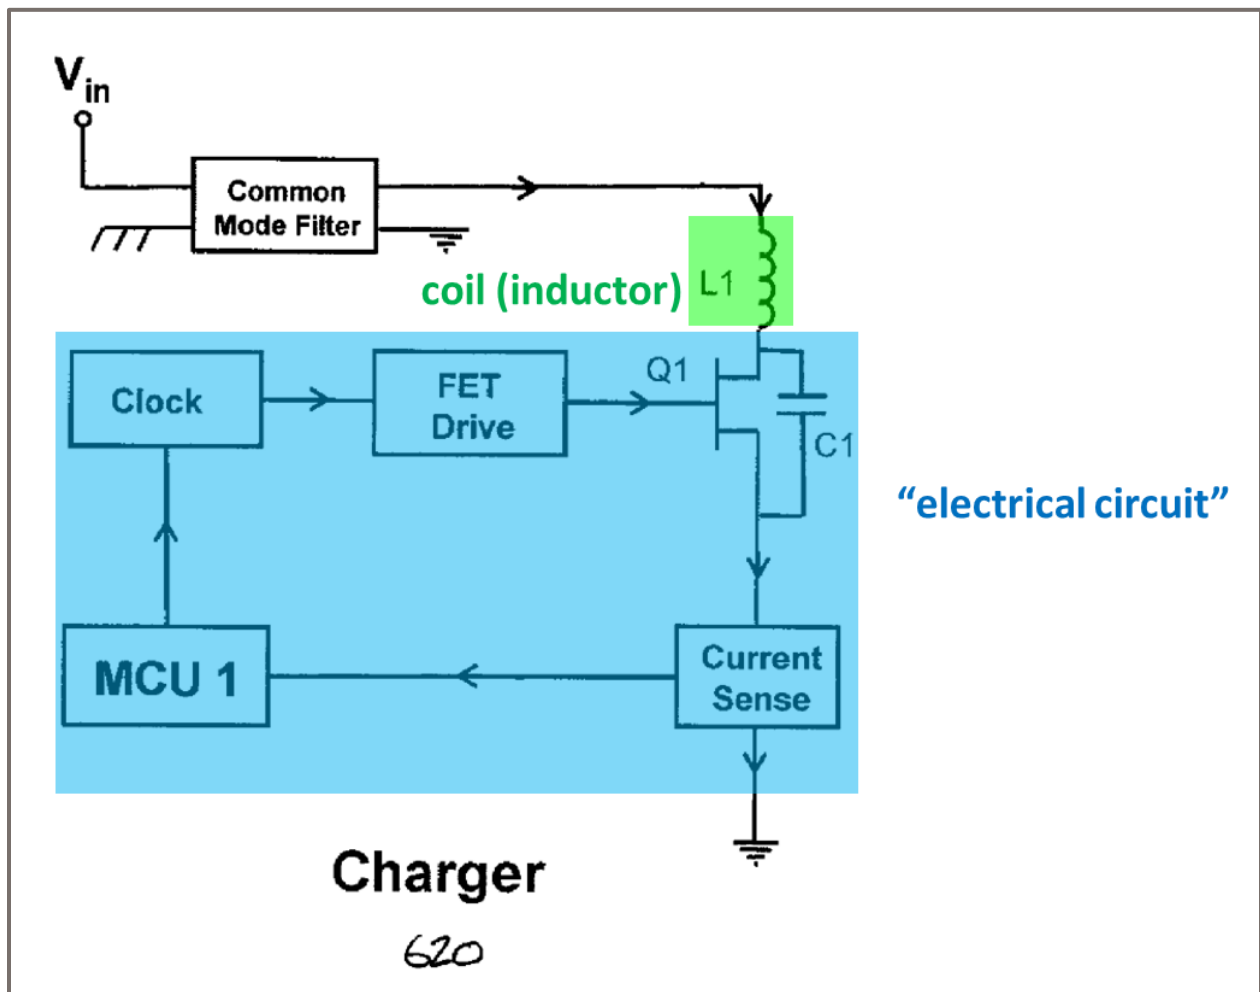 Vin
Common
Mode Filter
coil (inductor)
L1
Clock
FET
Drive
Q1
C1
“electrical circuit”
MCU 1
Current
Sense
Charger
620